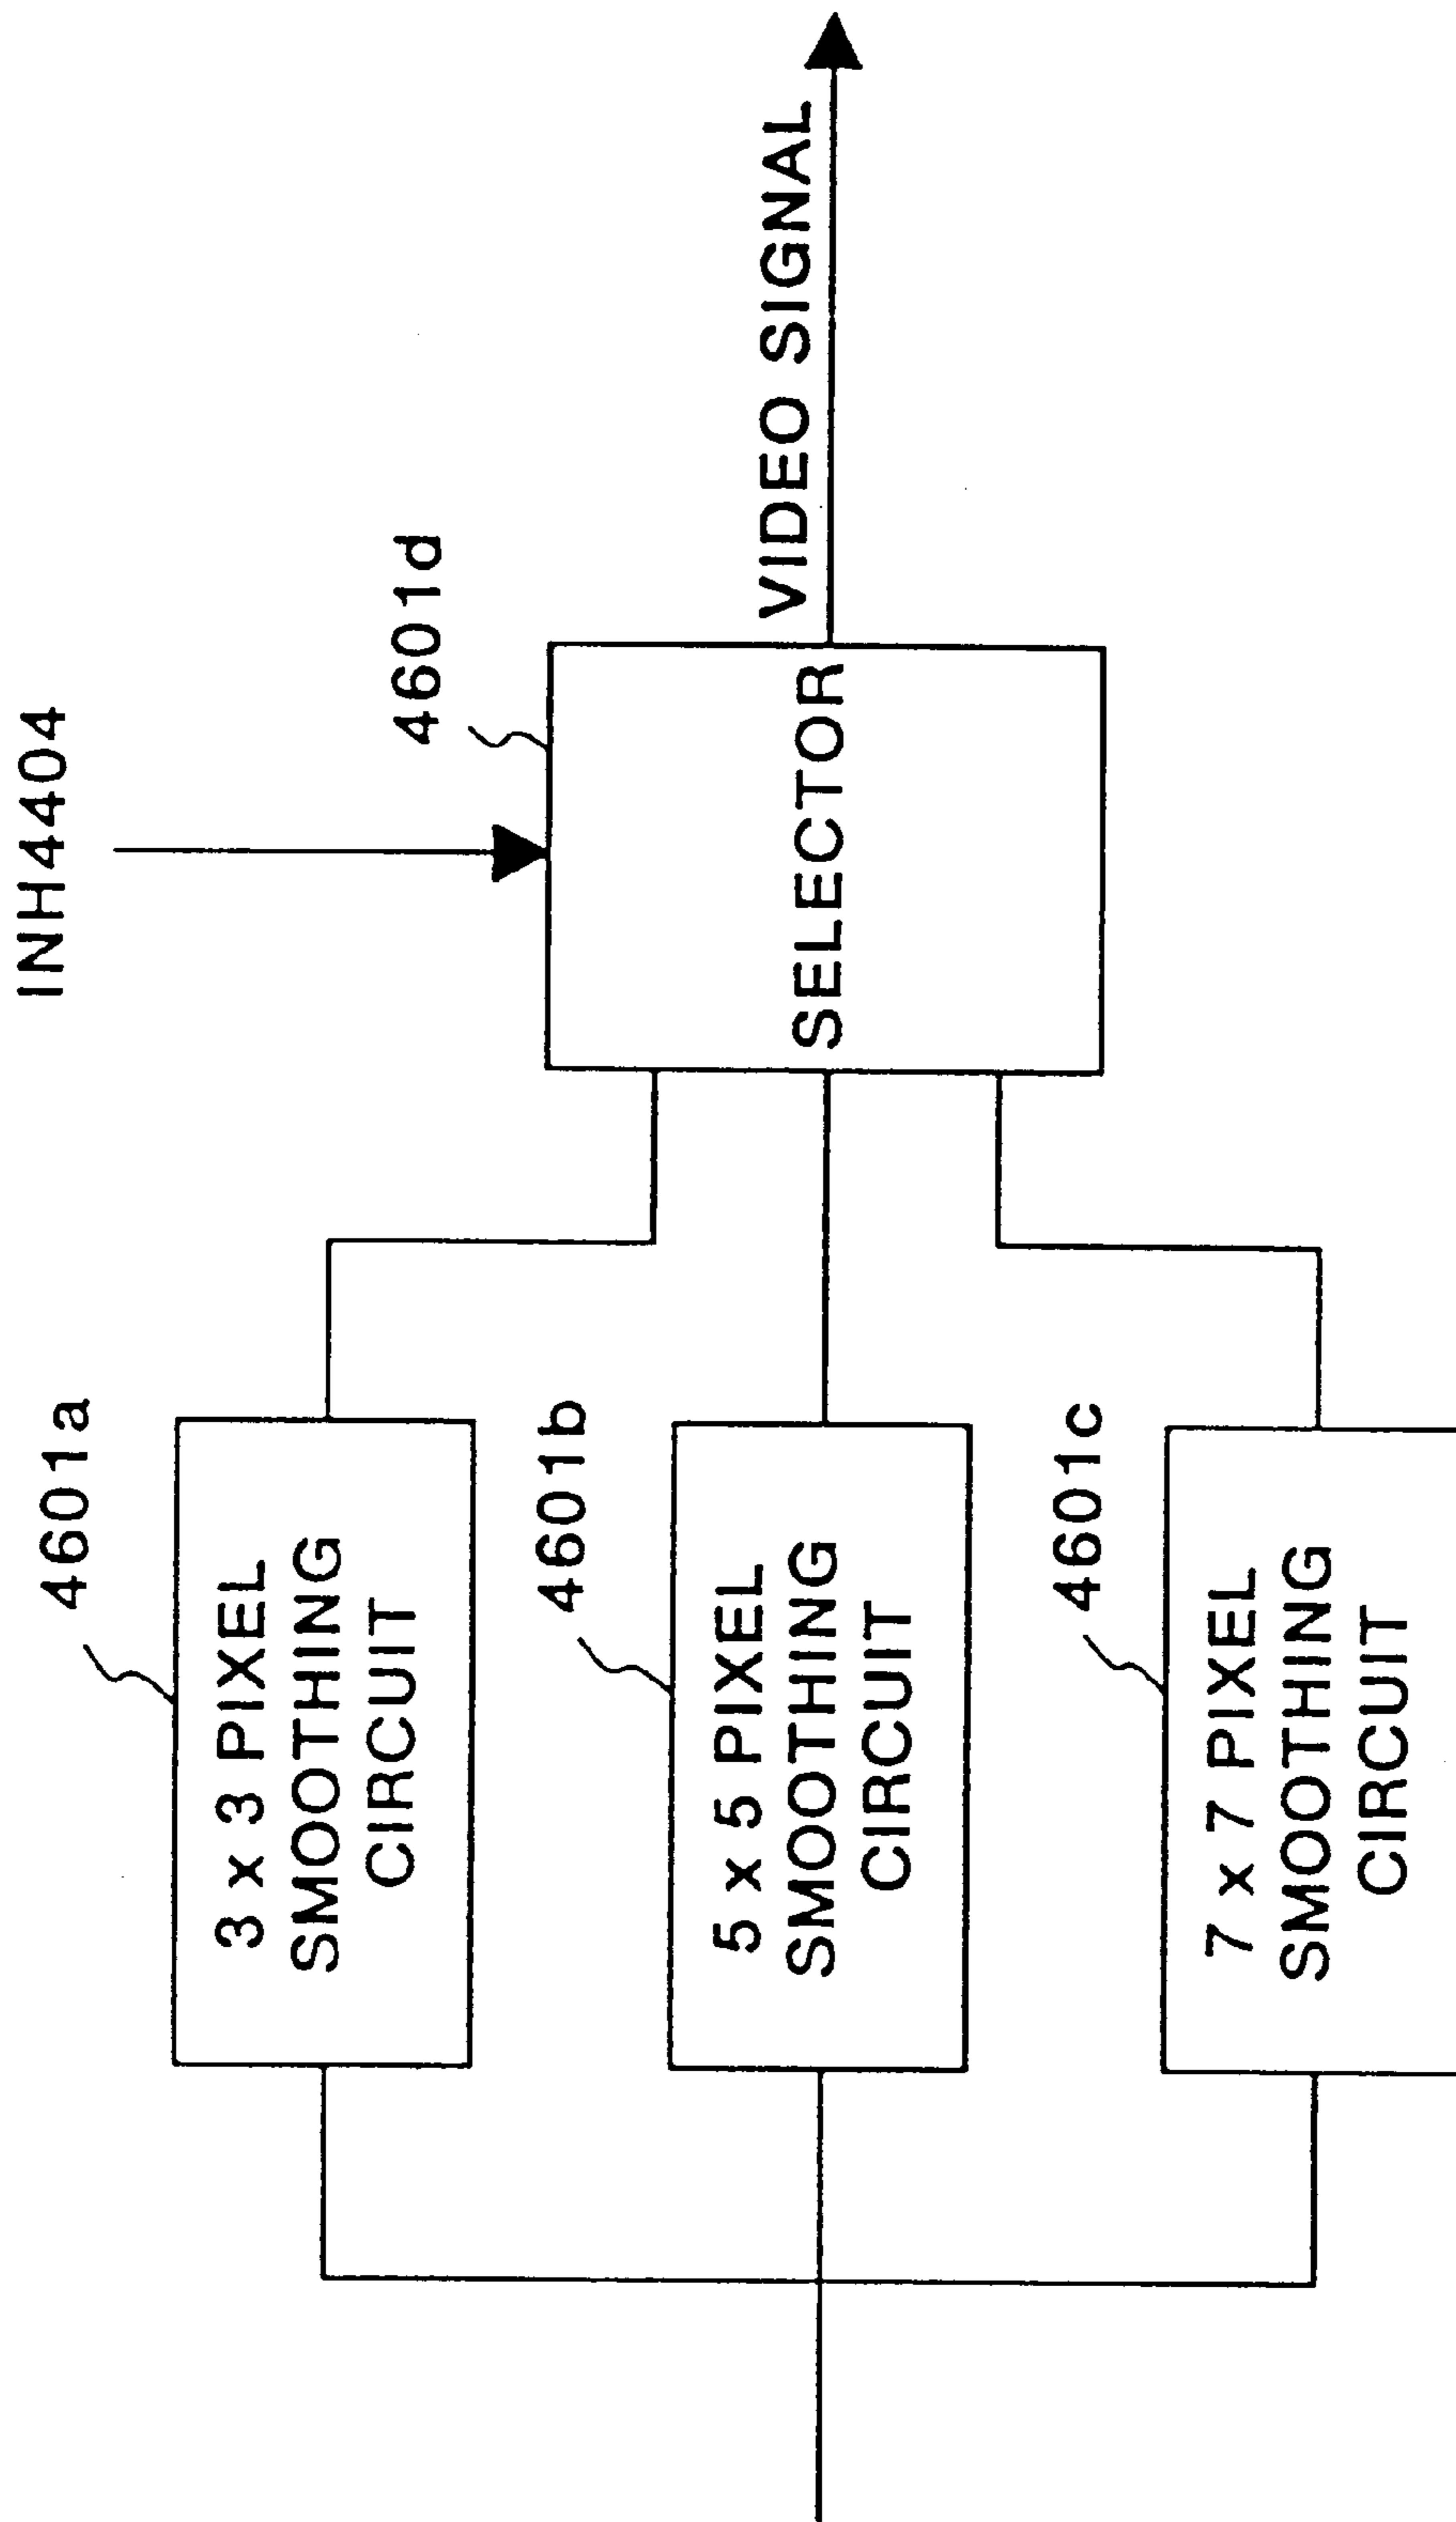 INH4404
4601a
3 x 3 PIXEL
SMOOTHING
CIRCUIT
4601b
5 x 5 PIXEL
SMOOTHING
CIRCUIT
4601c
7 x 7 PIXEL
SMOOTHING
CIRCUIT
4601d
SELECTOR
VIDEO SIGNAL